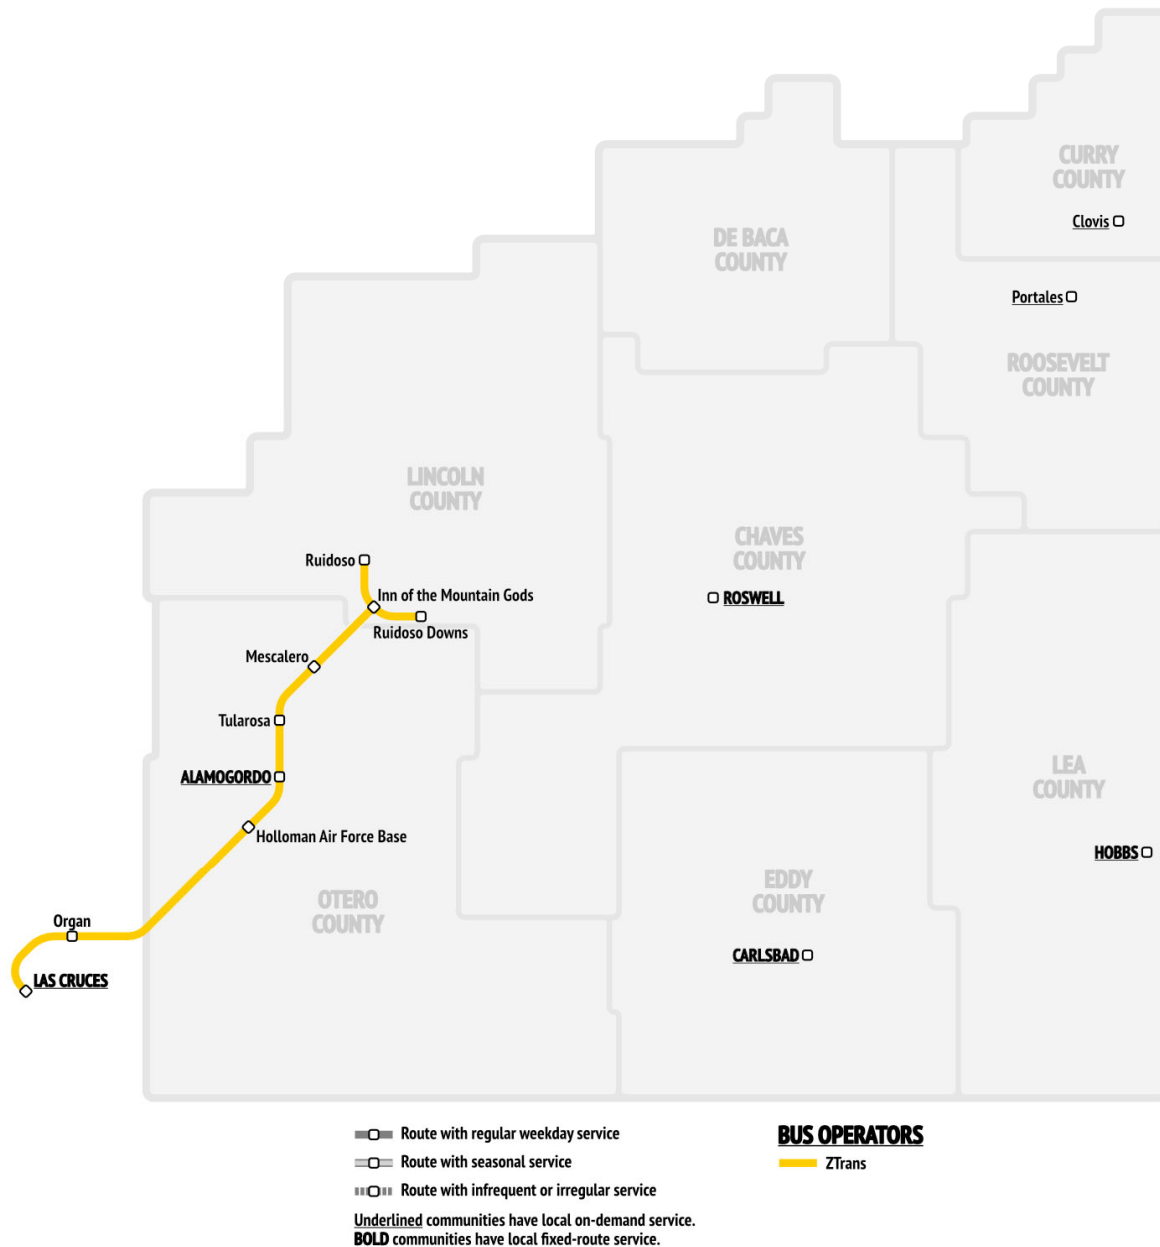 CURRY
COUNTY
Clovis
DE BACA
COUNTY
Portales
ROOSEVELT
COUNTY
LINCOLN
COUNTY
CHAVES
COUNTY
Ruidoso
Inn of the Mountain Gods
ROSWELL
Ruidoso Downs
Mescalero
Tularosa
ALAMOGORDO
LEA
COUNTY
Holloman Air Force Base
HOBBS
EDDY
COUNTY
OTERO
COUNTY
Organ
CARLSBAD
LAS CRUCES
Route with regular weekday service
Route with seasonal service
Route with infrequent or irregular service
Underlined communities have local on-demand service.
BOLD communities have local fixed-route service.
BUS OPERATORS
ZTrans